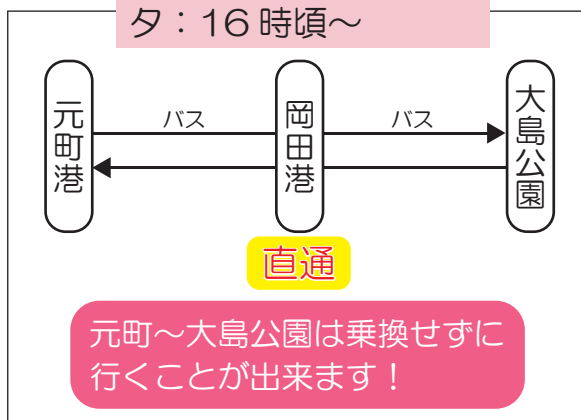 夕：16時頃～
元町港
バス
岡田港
バス
大島公園
直通
元町～大島公園は乗換せずに
行くことが出来ます！